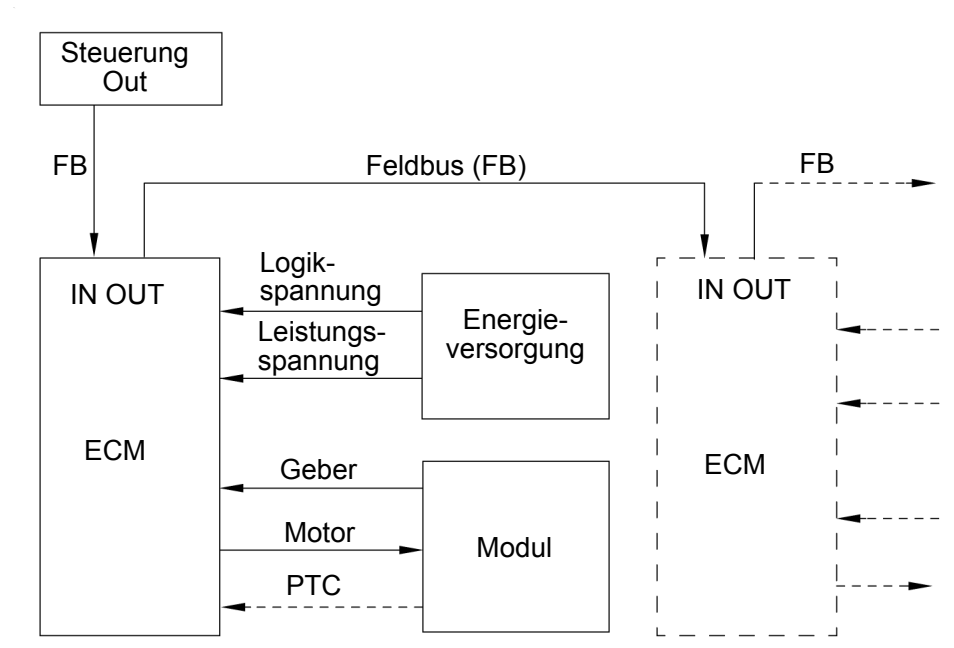 Steuerung
Out
FB
Feldbus (FB)
FB
IN OUT
Logik-
spannung
Leistungs-
spannung
Energie-
versorgung
IN OUT
ECM
Geber
Motor
PTC
Modul
ECM